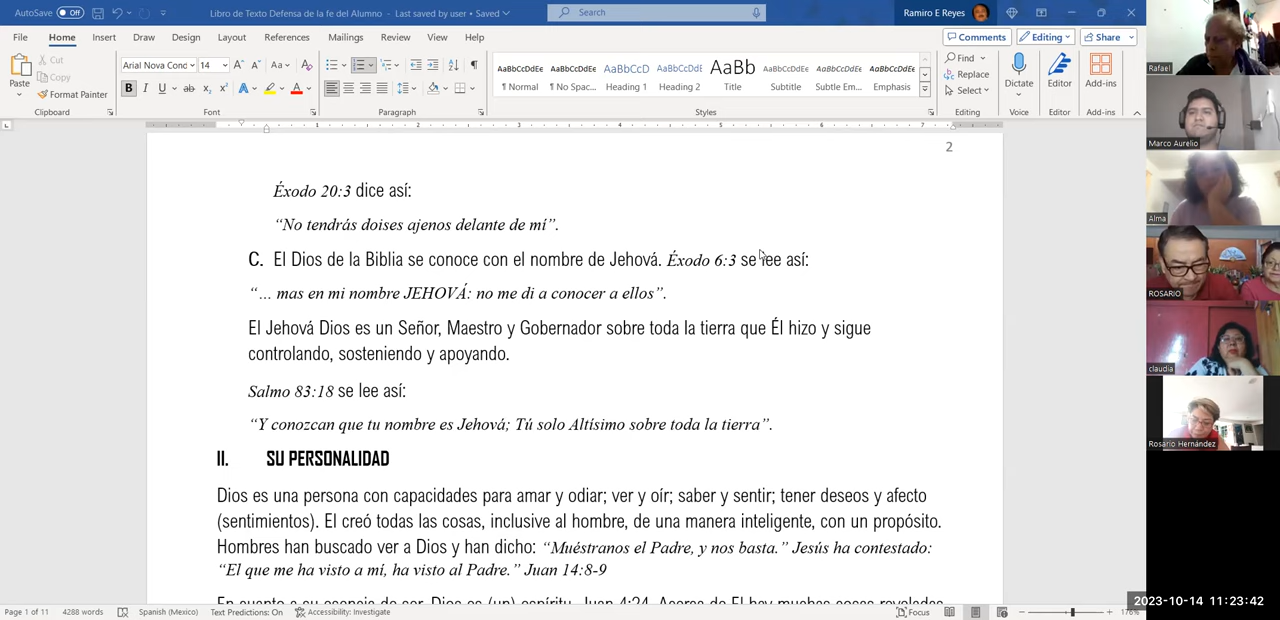 AutoSave Off Libro de Texto Defensa de la fe del Alumno - Last saved by user • Saved Search Ramiro E Reyes
File Home Insert Draw Design Layout References Mailings Review View Help Comments Editing Share
Cut
Copy
Format Painter
Paste
Clipboard
Arial Nova Conc 14
Font
Paragraph
AaBbCcDdEe AaBbCcDdEe AaBbCcD AaBbCcDdE AaBb AaBbCcDdEe AaBbCcDdEe AaBbCcDdEe
¶ Normal ¶ No Spac... Heading 1 Heading 2 Title Subtitle Subtle Em... Emphasis
Styles
Find
Replace
Select
Editing
Dictate
Voice
Editor
Editor
Add-ins
Add-ins
1 2 3 4 5 6 7
2
Éxodo 20:3 dice así:
“No tendrás doises ajenos delante de mí”.
C. El Dios de la Biblia se conoce con el nombre de Jehová. Éxodo 6:3 se lee así:
“… mas en mi nombre JEHOVÁ: no me di a conocer a ellos”.
El Jehová Dios es un Señor, Maestro y Gobernador sobre toda la tierra que Él hizo y sigue
controlando, sosteniendo y apoyando.
Salmo 83:18 se lee así:
“Y conozcan que tu nombre es Jehová; Tú solo Altísimo sobre toda la tierra”.
II. SU PERSONALIDAD
Dios es una persona con capacidades para amar y odiar; ver y oír; saber y sentir; tener deseos y afecto
(sentimientos). El creó todas las cosas, inclusive al hombre, de una manera inteligente, con un propósito.
Hombres han buscado ver a Dios y han dicho: “Muéstranos el Padre, y nos basta.” Jesús ha contestado:
“El que me ha visto a mí, ha visto al Padre.” Juan 14:8-9
Page 1 of 11 4288 words Spanish (Mexico) Text Predictions: On Accessibility: Investigate Focus 176%
Rafael
Marco Aurelio
Alma
ROSARIO
claudia
Rosario Hernández
2023-10-14 11:23:42